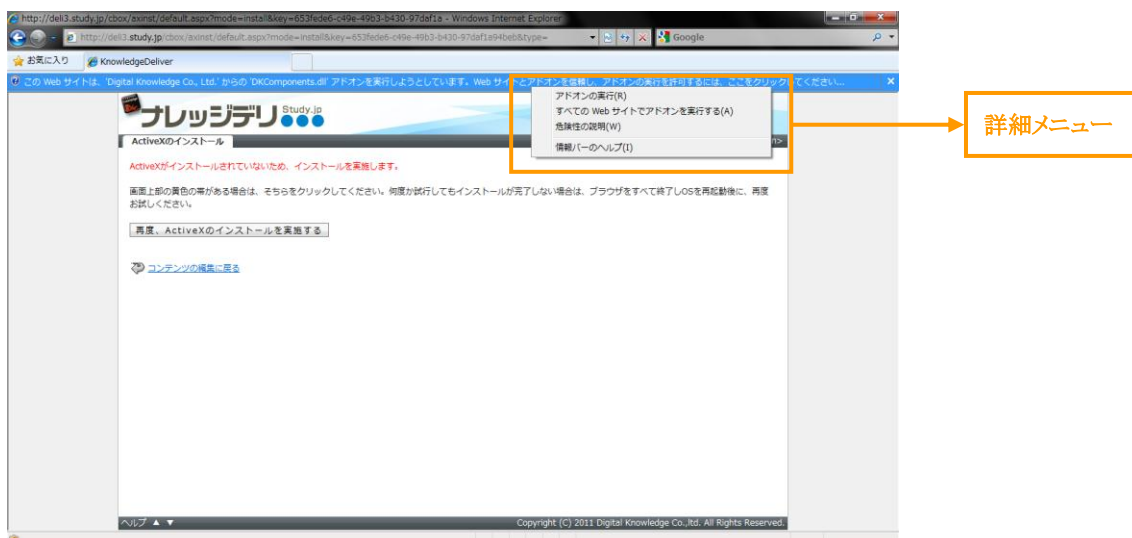 http://deli3.study.jp/cbox/axinst/default.aspx?mode=install&key=653fede6-c49e-49b3-b430-97daf1a - Windows Internet Explorer
http://deli3.study.jp/cbox/axinst/default.aspx?mode=install&key=653fede6-c49e-49b3-b430-97daf1a94beb&type=
Google
お気に入り
KnowledgeDeliver
この Web サイトは、'Digital Knowledge Co., Ltd.' からの 'DKComponents.dll' アドオンを実行しようとしています。Web サイトとアドオンを信頼し、アドオンの実行を許可するには、ここをクリックしてください...
アドオンの実行(R)
すべての Web サイトでアドオンを実行する(A)
危険性の説明(W)
情報バーのヘルプ(I)
詳細メニュー
ナレッジデリ Study.jp
ActiveXのインストール
ActiveXがインストールされていないため、インストールを実施します。
画面上部の黄色の帯がある場合は、そちらをクリックしてください。何度か試行してもインストールが完了しない場合は、ブラウザをすべて終了しOSを再起動後に、再度
お試しください。
再度、ActiveXのインストールを実施する
コンテンツの編集に戻る
ヘルプ ▲ ▼
Copyright (C) 2011 Digital Knowledge Co.,ltd. All Rights Reserved.